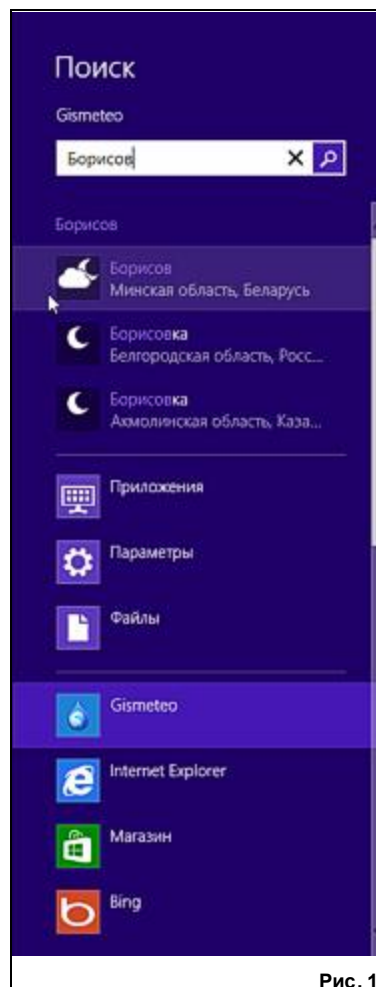 Поиск
Gismeteo
Борисов
Борисов
Борисов
Минская область, Беларусь
Борисовка
Белгородская область, Росс...
Борисовка
Акмолинская область, Каза...
Приложения
Параметры
Файлы
Gismeteo
Internet Explorer
Магазин
Bing
Рис. 1